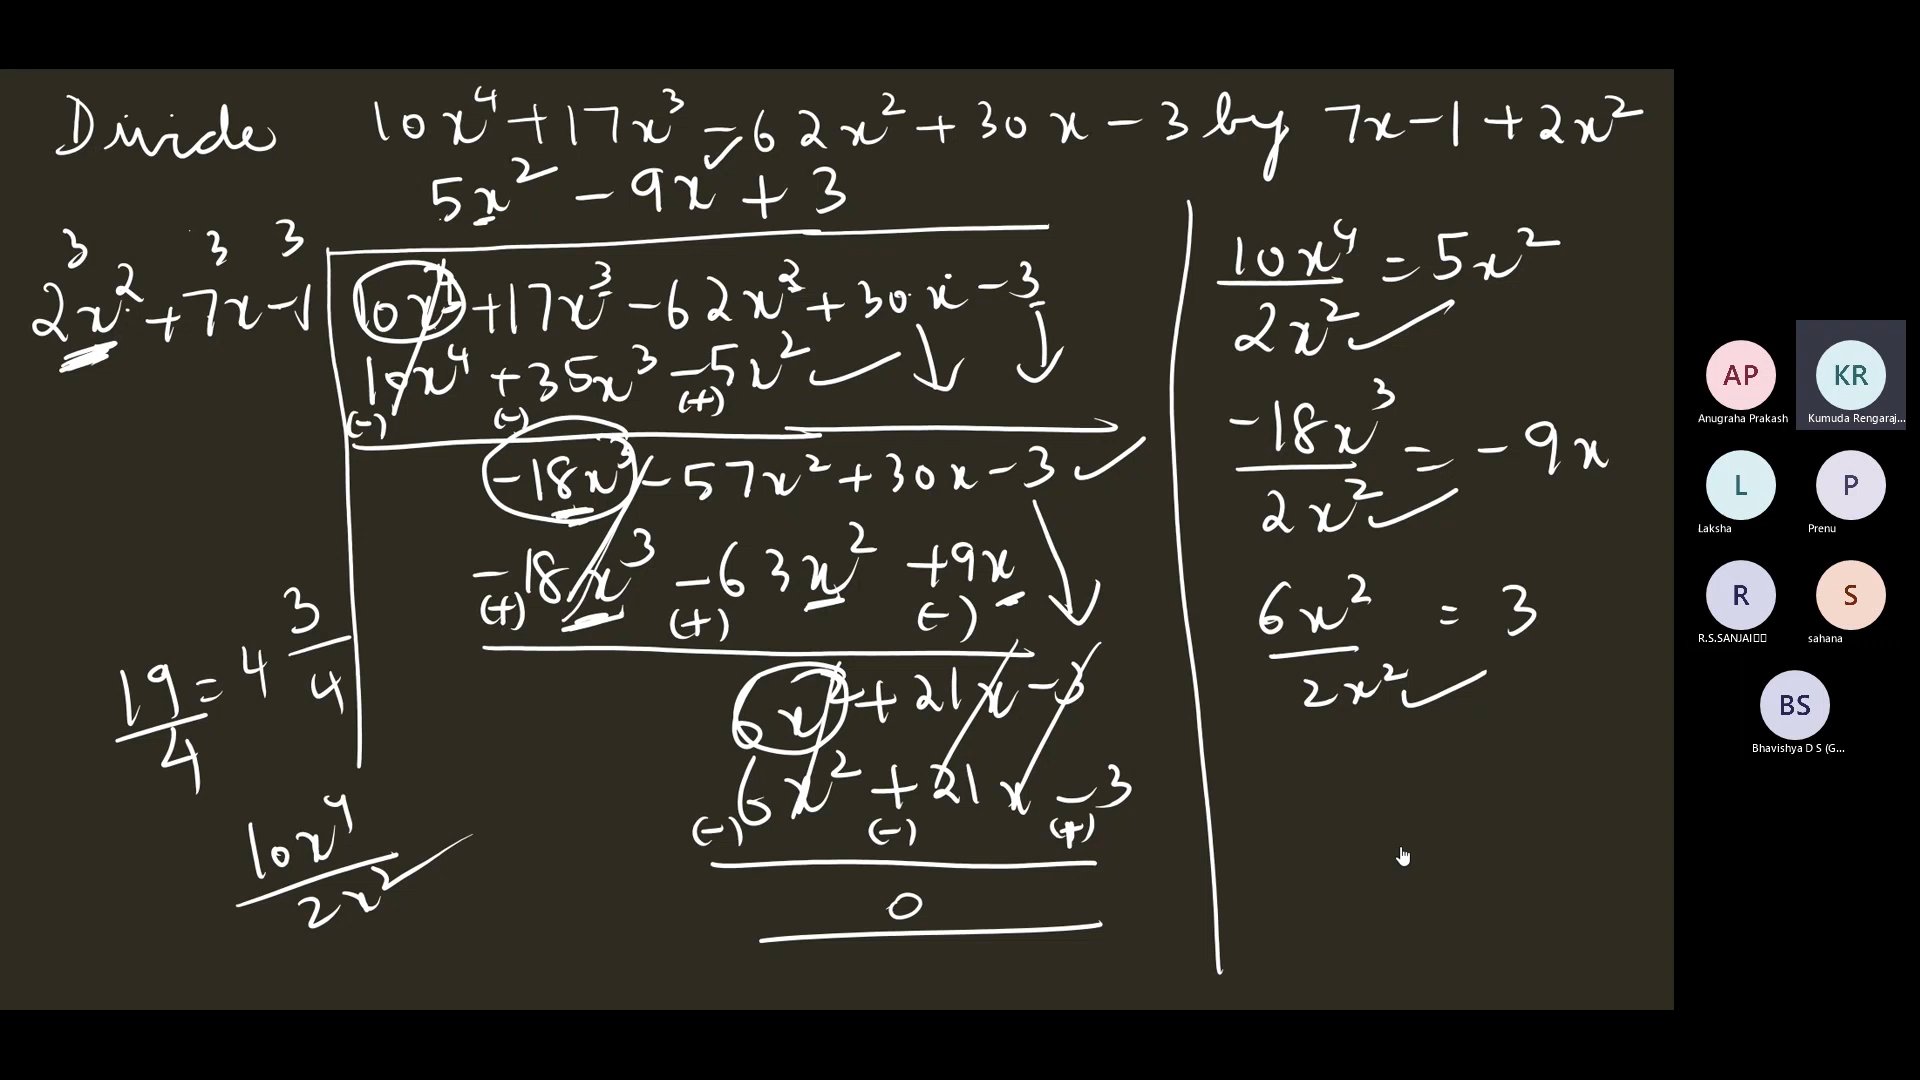 Divide 10x⁴ + 17x³ - 62x² + 30x - 3 by 7x - 1 + 2x²
5x² - 9x + 3
3 3 3
2x² + 7x - 1
10x⁴ + 17x³ - 62x² + 30x - 3
10x⁴ + 35x³ - 5x²
(-) (-) (+)
-18x³ - 57x² + 30x - 3
-18x³ - 63x² + 9x
(+) (+) (-)
6x² + 21x - 3
6x² + 21x - 3
(-) (-) (+)
0
19/4 = 4 3/4
10x⁴/2x²
10x⁴/2x² = 5x²
-18x³/2x² = -9x
6x²/2x² = 3
AP
Anugraha Prakash
KR
Kumuda Rengaraj...
L
Laksha
P
Prenu
R
R.S.SANJAI
S
sahana
BS
Bhavishya D S (G...